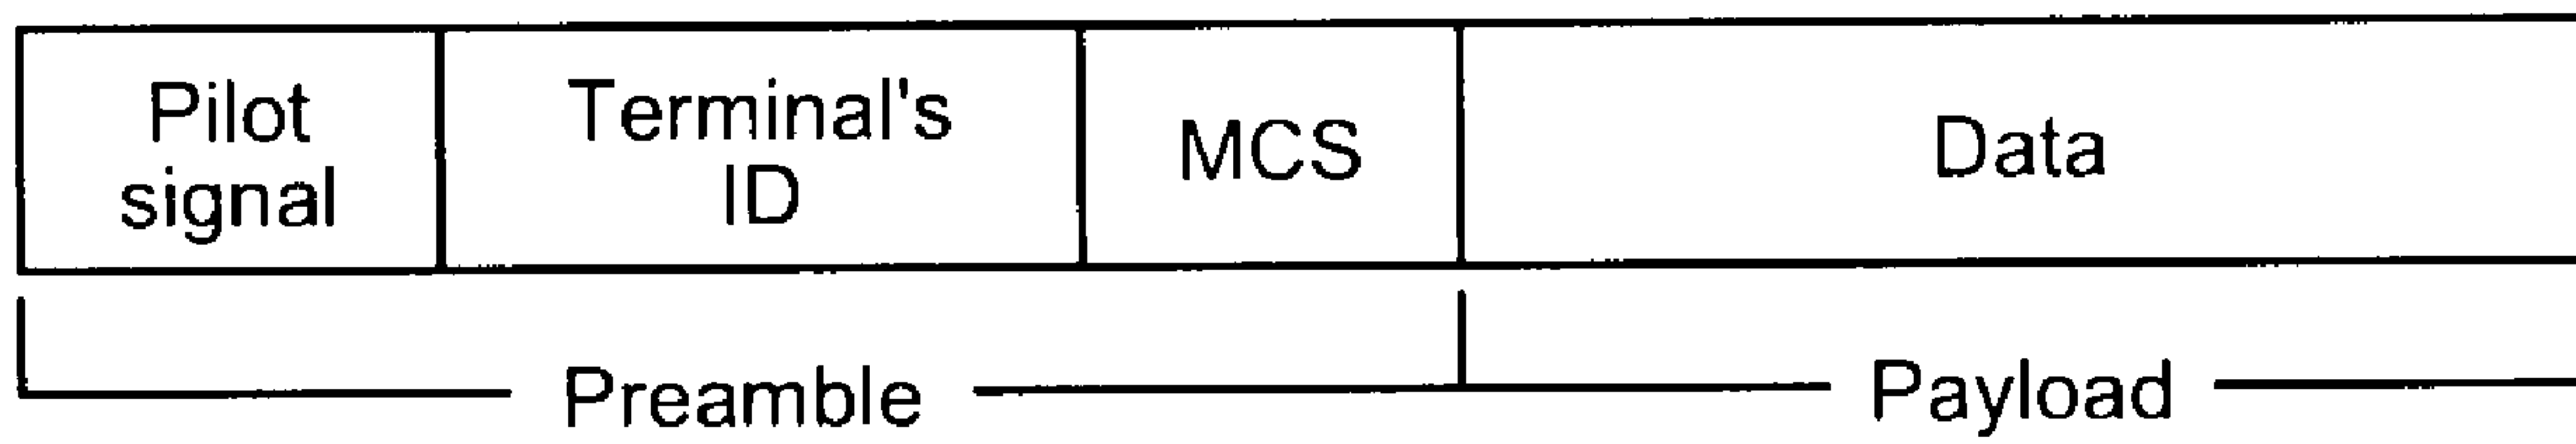 Pilot
signal
Terminal's
ID
MCS
Data
Preamble
Payload